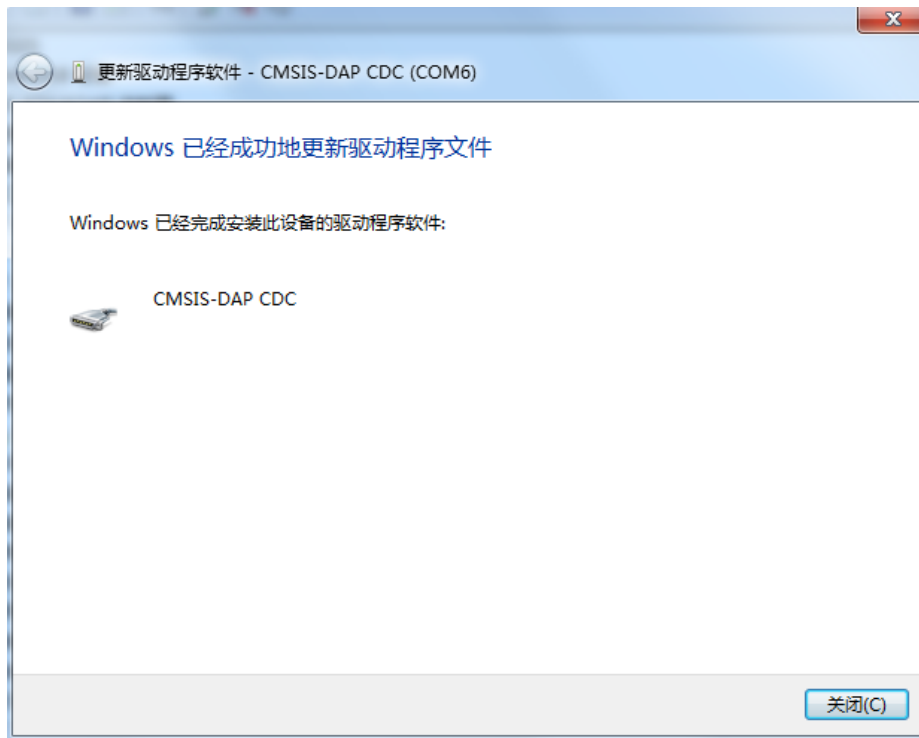 更新驱动程序软件 - CMSIS-DAP CDC (COM6)
Windows 已经成功地更新驱动程序文件
Windows 已经完成安装此设备的驱动程序软件:
CMSIS-DAP CDC
关闭(C)